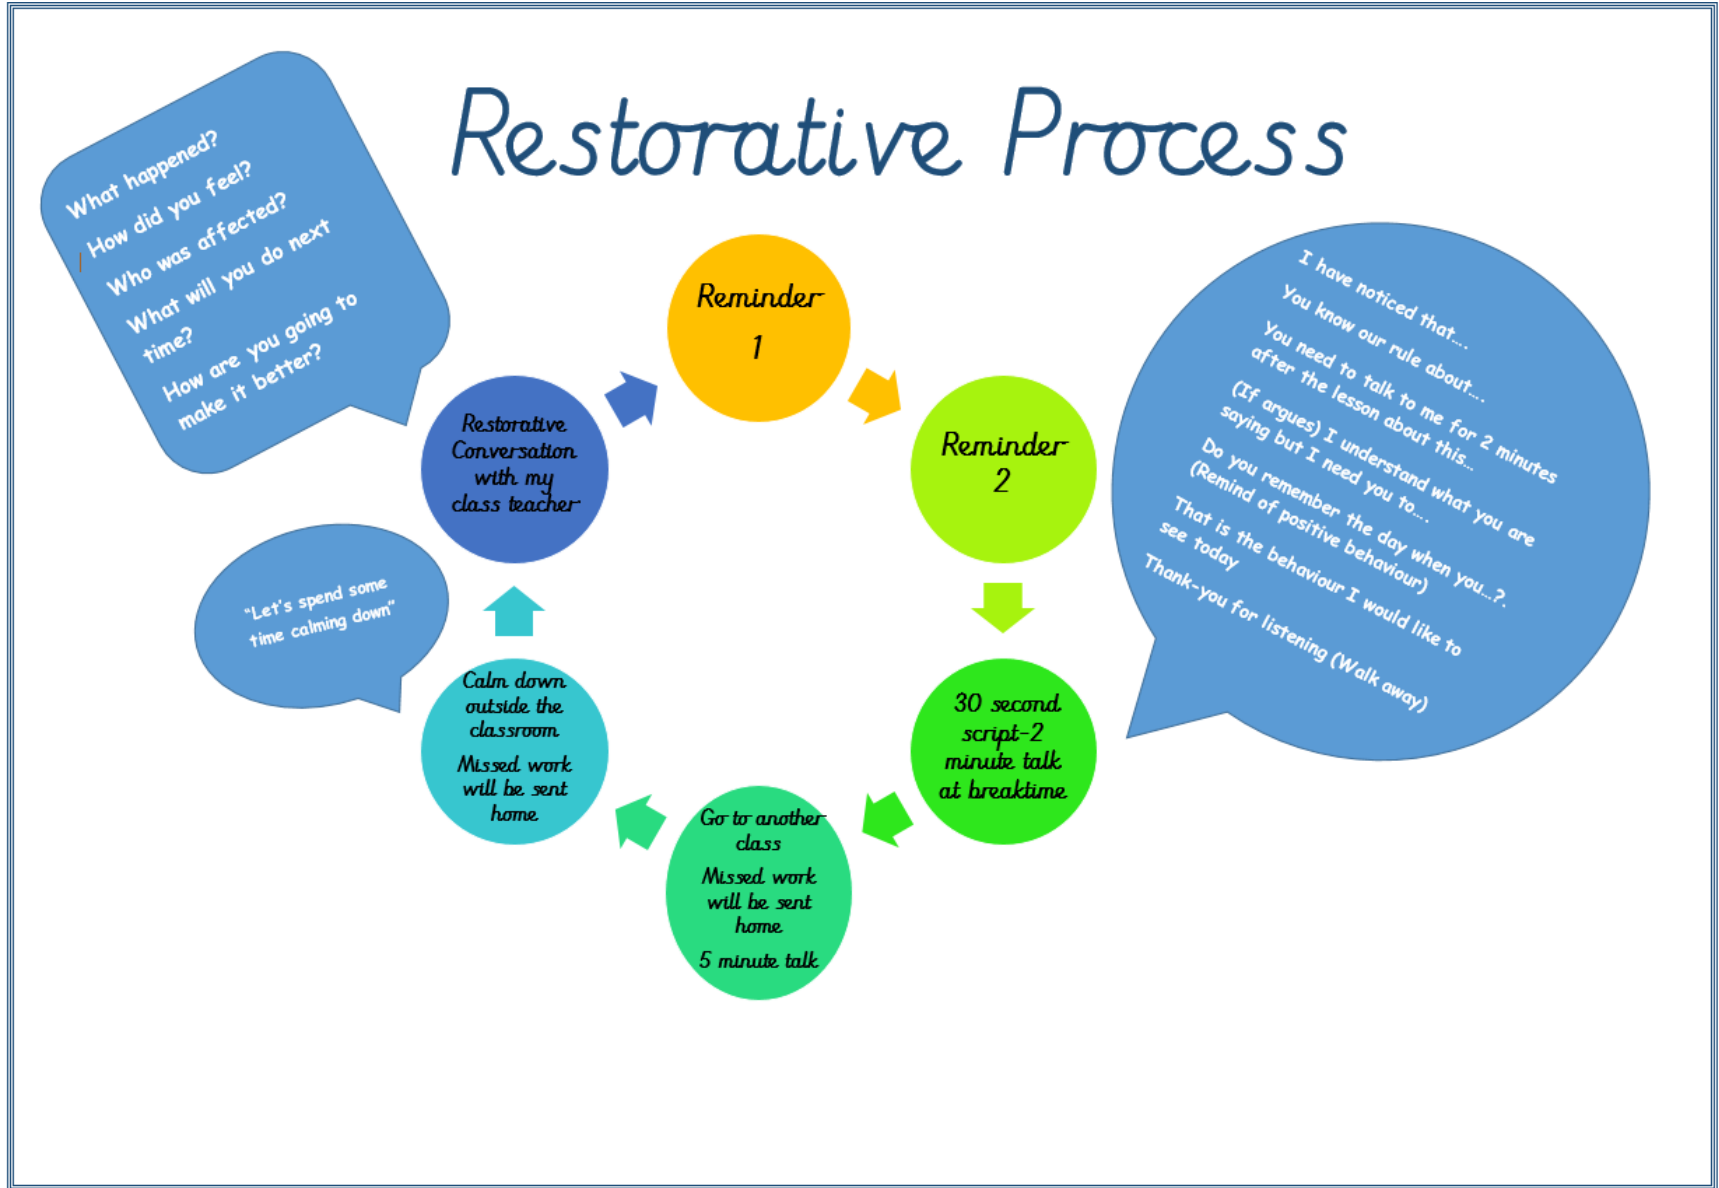 Restorative Process
What happened?
How did you feel?
Who was affected?
What will you do next
time?
How are you going to
make it better?
Reminder
1
Reminder
2
I have noticed that....
You know our rule about....
You need to talk to me for 2 minutes
after the lesson about this...
(If argues) I understand what you are
saying but I need you to....
Do you remember the day when you...?.
(Remind of positive behaviour)
That is the behaviour I would like to
see today
Thank-you for listening (Walk away)
30 second
script-2
minute talk
at breaktime
Go to another
class
Missed work
will be sent
home
5 minute talk
Calm down
outside the
classroom
Missed work
will be sent
home
"Let's spend some
time calming down"
Restorative
Conversation
with my
class teacher